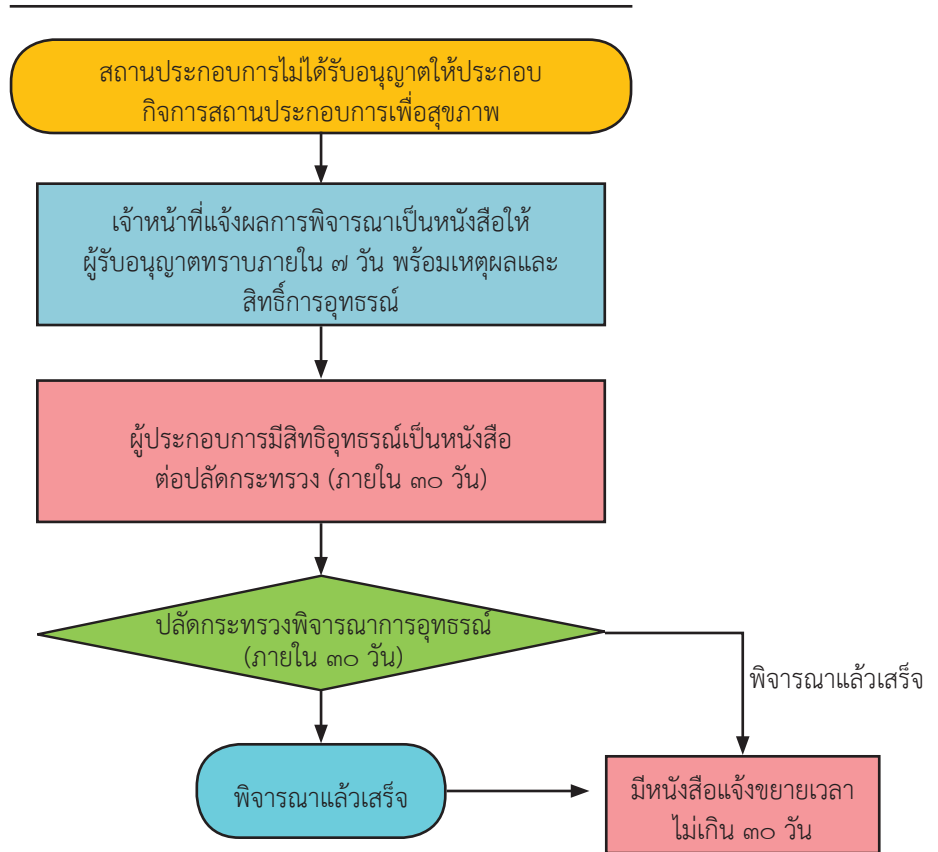 สถานประกอบการไม่ได้รับอนุญาตให้ประกอบ
กิจการสถานประกอบการเพื่อสุขภาพ
เจ้าหน้าที่แจ้งผลการพิจารณาเป็นหนังสือให้
ผู้รับอนุญาตทราบภายใน ๗ วัน พร้อมเหตุผลและ
สิทธิ์การอุทธรณ์
ผู้ประกอบการมีสิทธิอุทธรณ์เป็นหนังสือ
ต่อปลัดกระทรวง (ภายใน ๓๐ วัน)
ปลัดกระทรวงพิจารณาการอุทธรณ์
(ภายใน ๓๐ วัน)
พิจารณาแล้วเสร็จ
พิจารณาแล้วเสร็จ
มีหนังสือแจ้งขยายเวลา
ไม่เกิน ๓๐ วัน